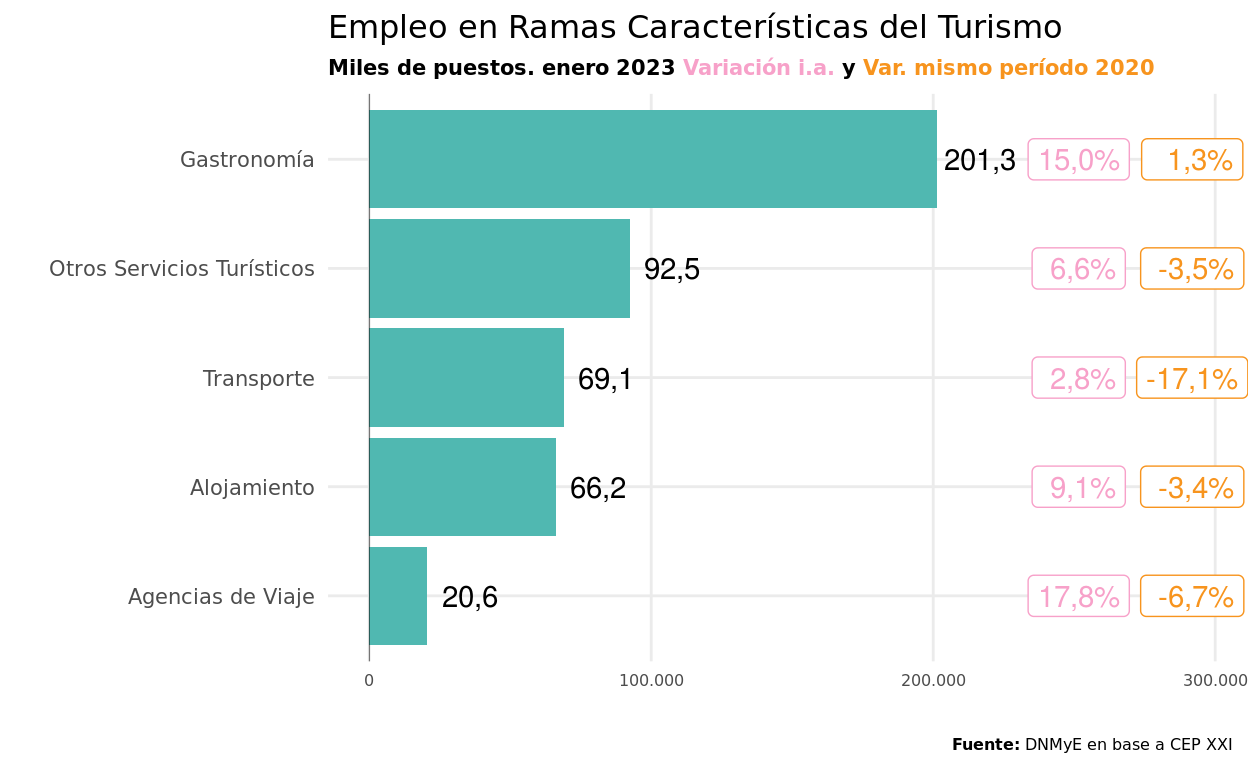 Empleo en Ramas Características del Turismo
Miles de puestos. enero 2023 Variación i.a. y Var. mismo período 2020
Gastronomía 201,3 15,0% 1,3%
Otros Servicios Turísticos 92,5 6,6% -3,5%
Transporte 69,1 2,8% -17,1%
Alojamiento 66,2 9,1% -3,4%
Agencias de Viaje 20,6 17,8% -6,7%
0 100.000 200.000 300.000
Fuente: DNMyE en base a CEP XXI